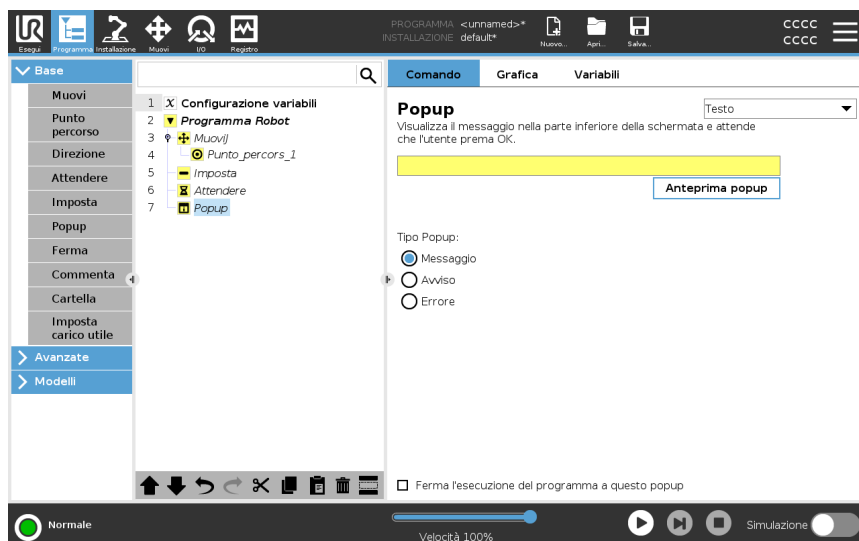 UR
PROGRAMMA <unnamed>*
INSTALLAZIONE default*
CCCC
CCCC
Esegui Programma Installazione Muovi I/O Registro Nuovo... Apri... Salva...
Base
Muovi
Punto percorso
Direzione
Attendere
Imposta
Popup
Ferma
Commenta
Cartella
Imposta carico utile
Avanzate
Modelli
1 X Configurazione variabili
2 Programma Robot
3 MuoviJ
4 Punto_percors_1
5 Imposta
6 Attendere
7 Popup
Comando Grafica Variabili
Popup
Testo
Visualizza il messaggio nella parte inferiore della schermata e attende
che l'utente prema OK.
Anteprima popup
Tipo Popup:
Messaggio
Avviso
Errore
Ferma l'esecuzione del programma a questo popup
Normale
Velocità 100%
Simulazione